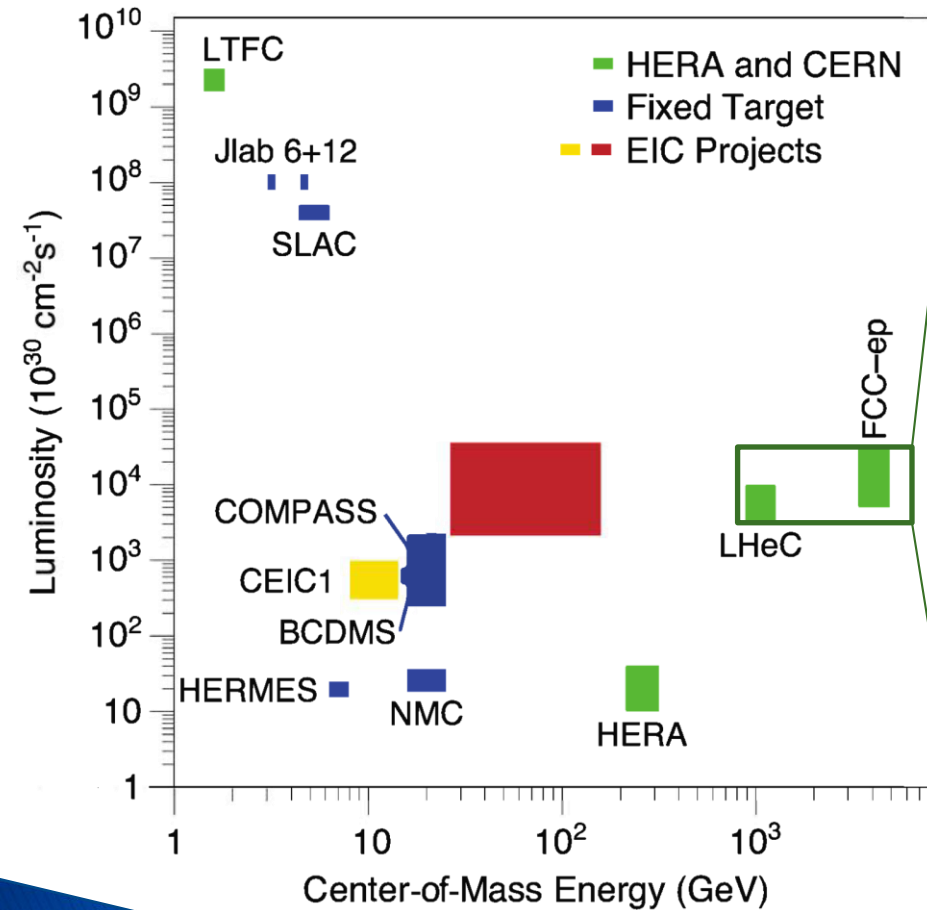 10¹⁰
10⁹
10⁸
10⁷
10⁶
10⁵
10⁴
10³
10²
10
1
Luminosity (10³⁰ cm⁻²s⁻¹)
LTFC
HERA and CERN
Fixed Target
EIC Projects
Jlab 6+12
SLAC
FCC–ep
COMPASS
LHeC
CEIC1
BCDMS
HERMES
NMC
HERA
1
10
10²
10³
Center-of-Mass Energy (GeV)